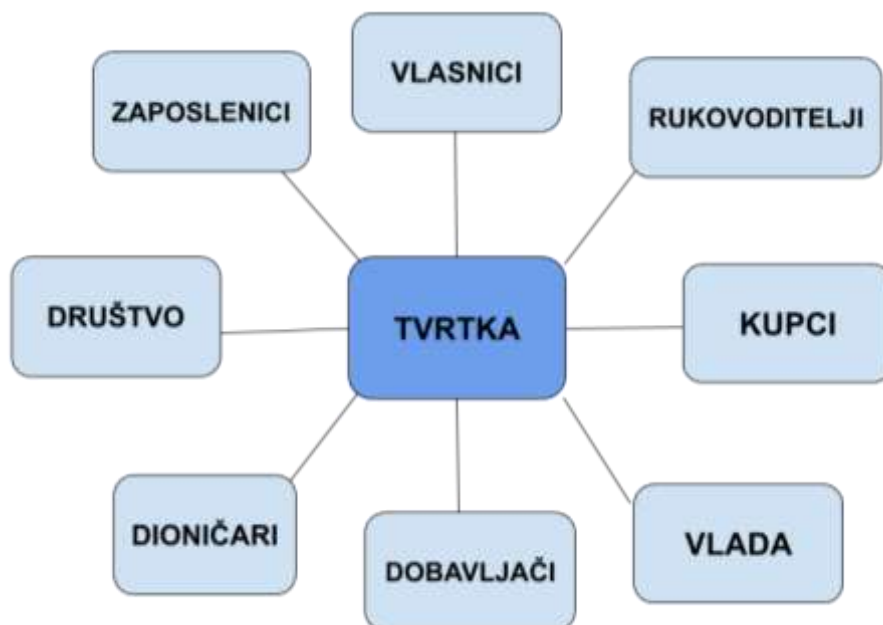 VLASNICI
ZAPOSLENICI
RUKOVODITELJI
DRUŠTVO
TVRTKA
KUPCI
DIONIČARI
DOBAVLJAČI
VLADA